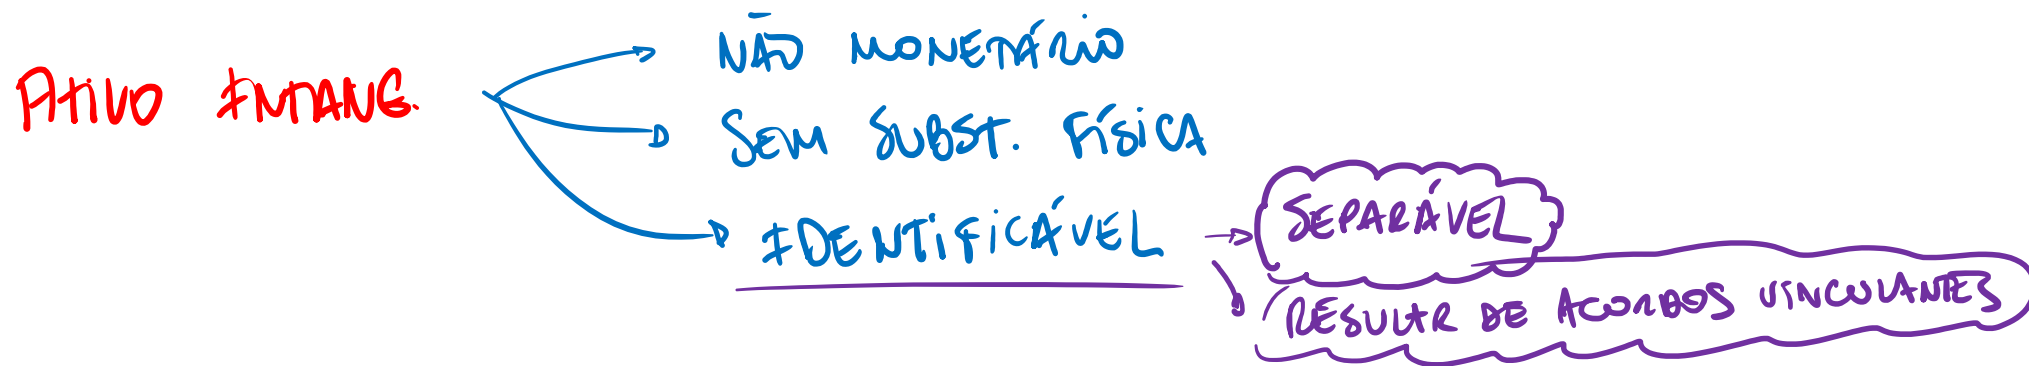 ATIVO INTANG.
NÃO MONETÁRIO
SEM SUBST. FÍSICA
IDENTIFICÁVEL
SEPARÁVEL
RESULTAR DE ACORDOS VINCULANTES